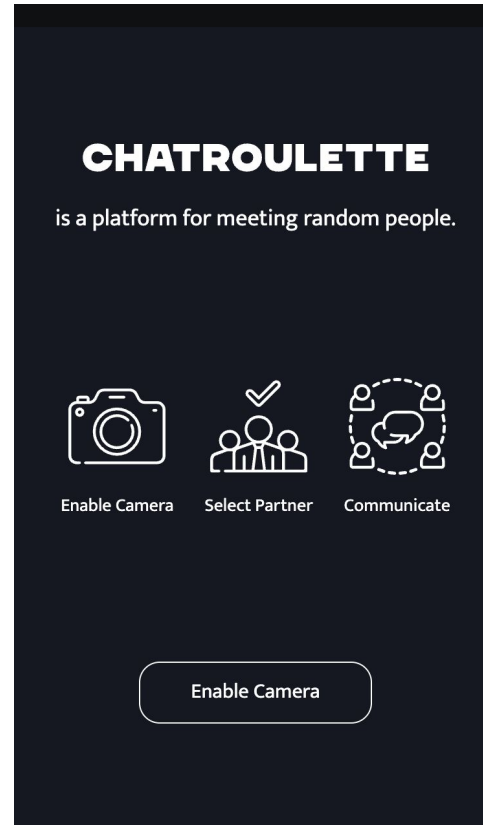 CHATROULETTE
is a platform for meeting random people.
Enable Camera
Select Partner
Communicate
Enable Camera